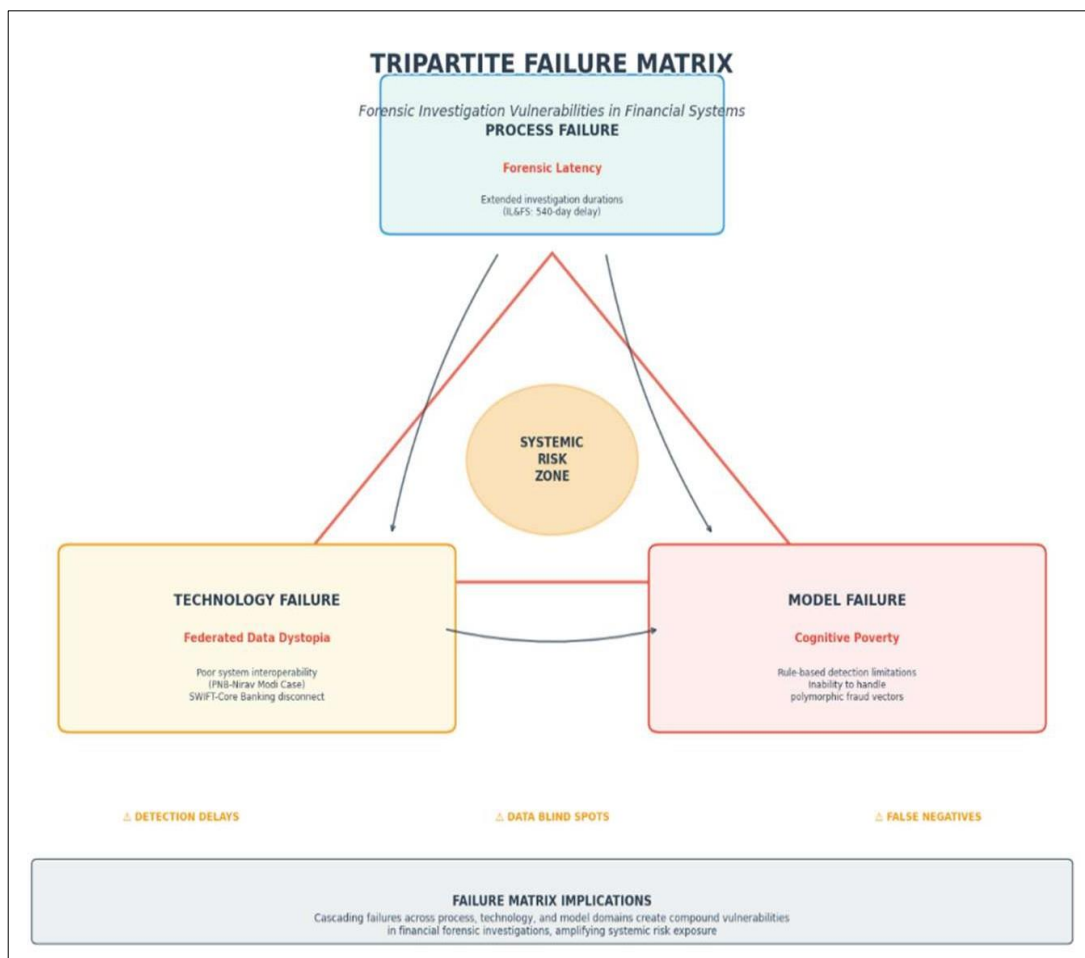 TRIPARTITE FAILURE MATRIX
Forensic Investigation Vulnerabilities in Financial Systems
PROCESS FAILURE
Forensic Latency
Extended investigation durations
(IL&FS: 540-day delay)
SYSTEMIC
RISK
ZONE
TECHNOLOGY FAILURE
Federated Data Dystopia
Poor system interoperability
(PNB-Nirav Modi Case)
SWIFT-Core Banking disconnect
MODEL FAILURE
Cognitive Poverty
Rule-based detection limitations
Inability to handle
polymorphic fraud vectors
⚠ DETECTION DELAYS
⚠ DATA BLIND SPOTS
⚠ FALSE NEGATIVES
FAILURE MATRIX IMPLICATIONS
Cascading failures across process, technology, and model domains create compound vulnerabilities
in financial forensic investigations, amplifying systemic risk exposure